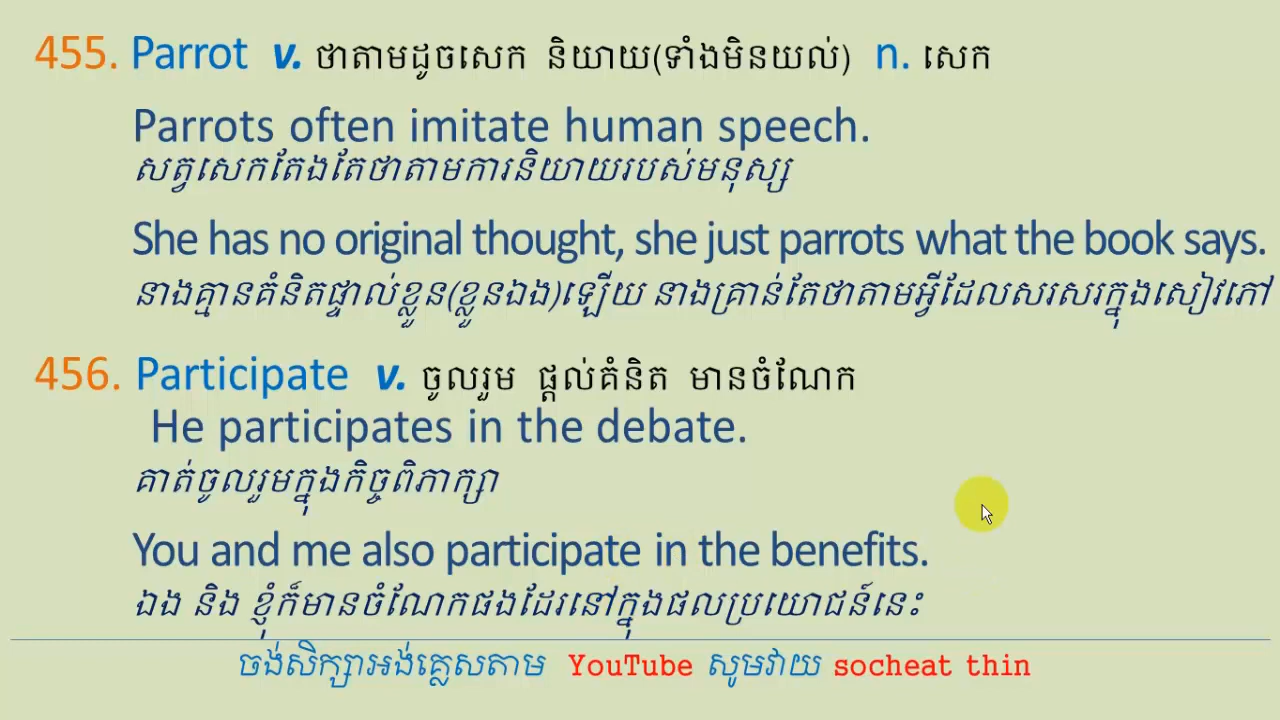 455. Parrot v. ថាតាមដូចសេក និយាយ(ទាំងមិនយល់) n. សេក
Parrots often imitate human speech.
សត្វសេកតែងតែថាតាមការនិយាយរបស់មនុស្ស
She has no original thought, she just parrots what the book says.
នាងគ្មានគំនិតផ្ទាល់ខ្លួន(ខ្លួនឯង)ឡើយ នាងគ្រាន់តែថាតាមអ្វីដែលសរសរក្នុងសៀវភៅ
456. Participate v. ចូលរួម ផ្ដល់គំនិត មានចំណែក
He participates in the debate.
គាត់ចូលរួមក្នុងកិច្ចពិភាក្សា
You and me also participate in the benefits.
ឯង និង ខ្ញុំក៏មានចំណែកផងដែរនៅក្នុងផលប្រយោជន៍នេះ
ចង់សិក្សាអង់គ្លេសតាម YouTube សូមវាយ socheat thin